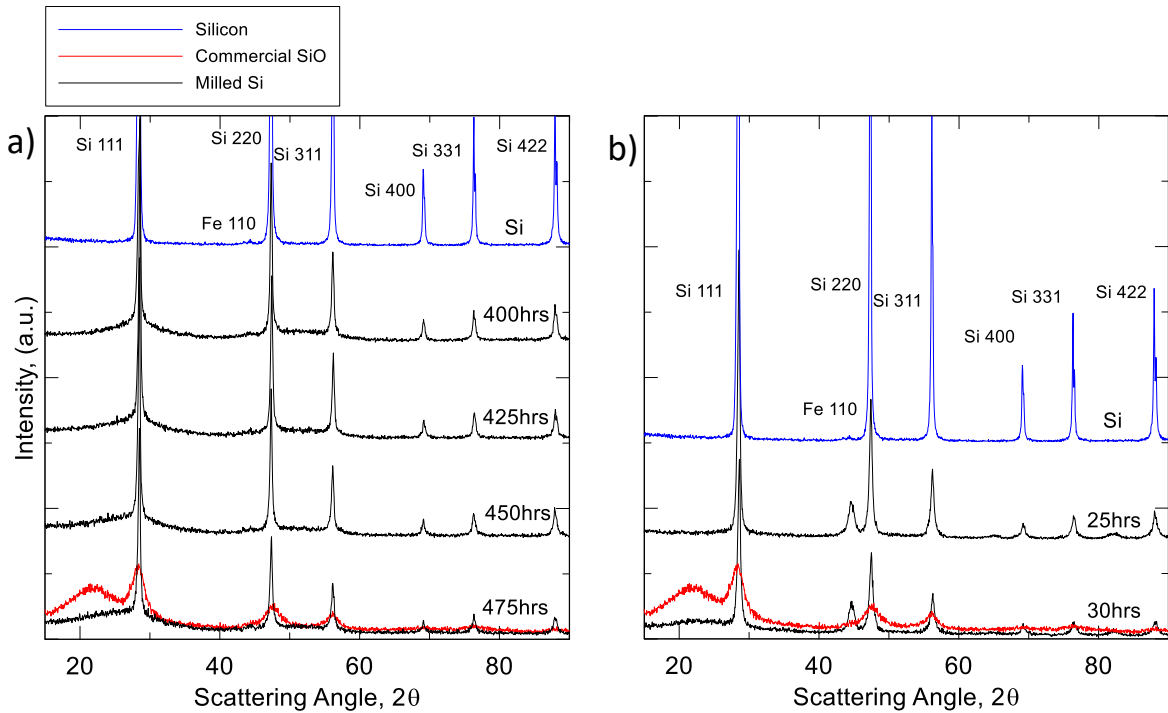 Silicon
Commercial SiO
Milled Si
a)
Si 111
Si 220
Si 311
Si 331
Si 422
Si 400
Fe 110
Si
400hrs
425hrs
450hrs
475hrs
Intensity, (a.u.)
20
40
60
80
Scattering Angle, 2θ
b)
Si 111
Si 220
Si 311
Si 331
Si 422
Si 400
Fe 110
Si
25hrs
30hrs
20
40
60
80
Scattering Angle, 2θ